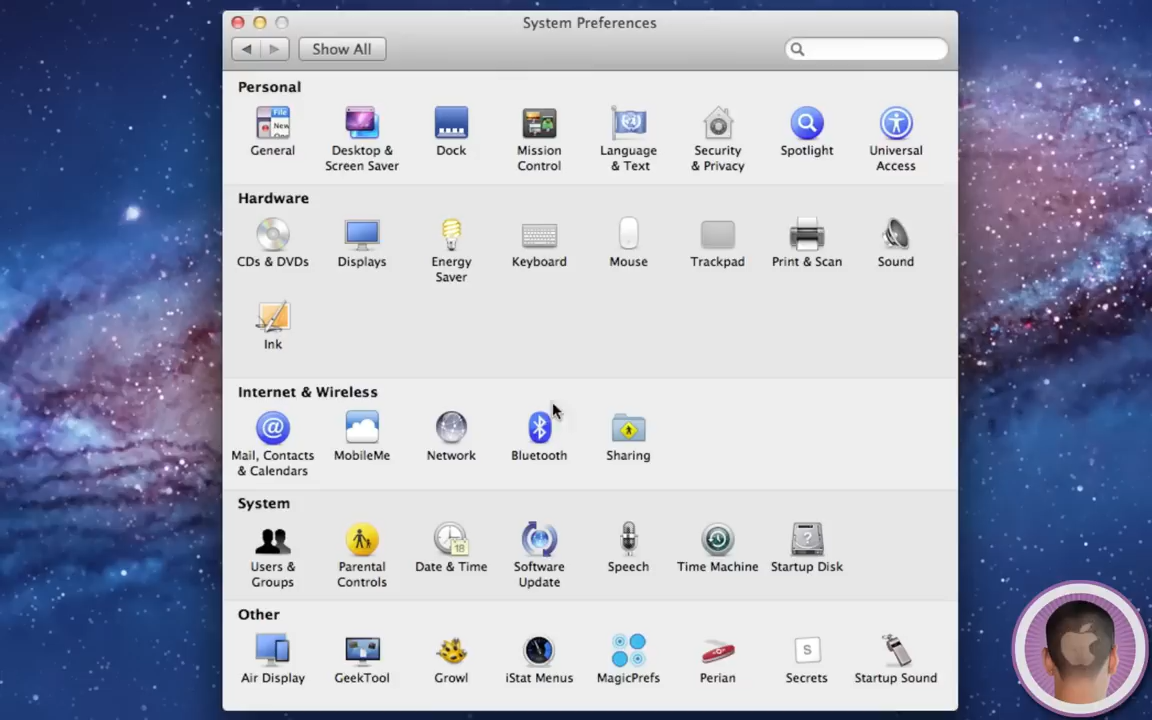 System Preferences
Show All
Personal
General
Desktop &
Screen Saver
Dock
Mission
Control
Language
& Text
Security
& Privacy
Spotlight
Universal
Access
Hardware
CDs & DVDs
Displays
Energy
Saver
Keyboard
Mouse
Trackpad
Print & Scan
Sound
Ink
Internet & Wireless
Mail, Contacts
& Calendars
MobileMe
Network
Bluetooth
Sharing
System
Users &
Groups
Parental
Controls
Date & Time
Software
Update
Speech
Time Machine
Startup Disk
Other
Air Display
GeekTool
Growl
iStat Menus
MagicPrefs
Perian
Secrets
Startup Sound
File
New
18
?
S